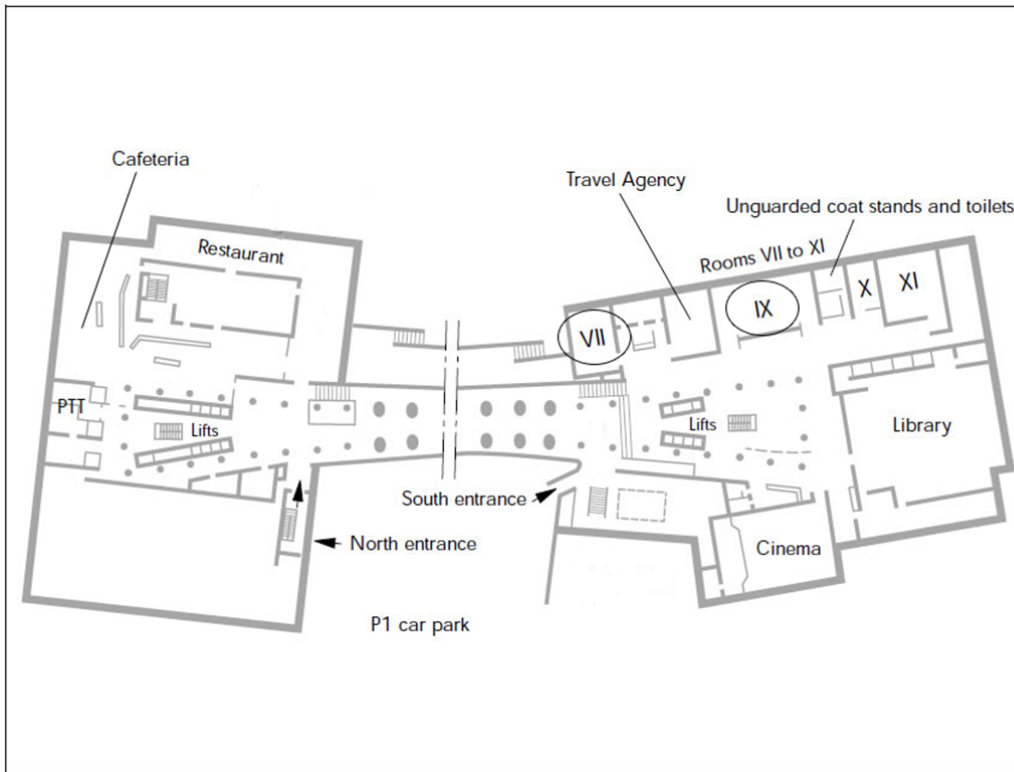 Cafeteria
Travel Agency
Unguarded coat stands and toilets
Restaurant
Rooms VII to XI
VII
IX
X
XI
PTT
Lifts
Lifts
Library
South entrance
North entrance
Cinema
P1 car park